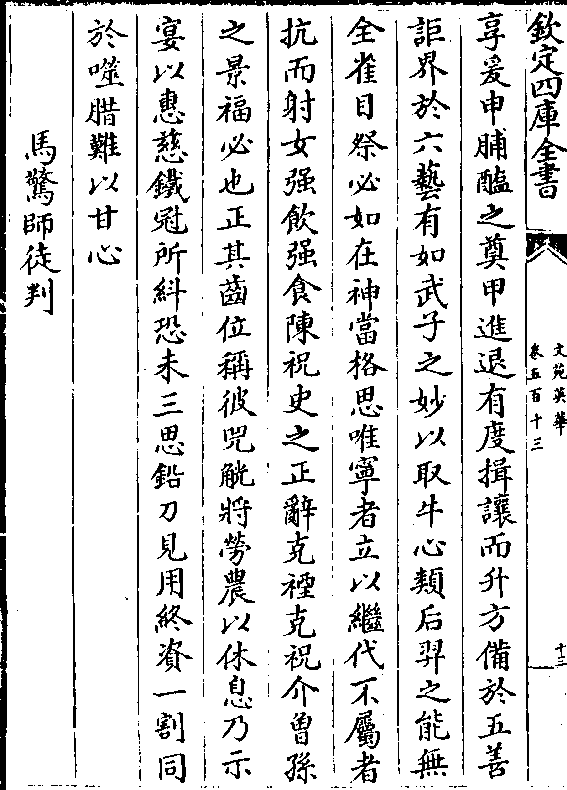 欽定四庫全書
文苑英華
卷五百十三
十三
享爰申脯醢之奠甲進退有度揖讓而升方備於五善
詎界於六藝有如武子之妙以取牛心類后羿之能無
全雀目祭必如在神當格思唯寧者立以繼代不屬者
抗而射女强飲强食陳祝史之正辭克禋克祝介曽孫
之景福必也正其齒位稱彼兕觥將勞農以休息乃示
宴以惠慈鐵冠所糾恐未三思鉛刀見用終資一割同
於噬腊難以甘心
馬驚師徒判